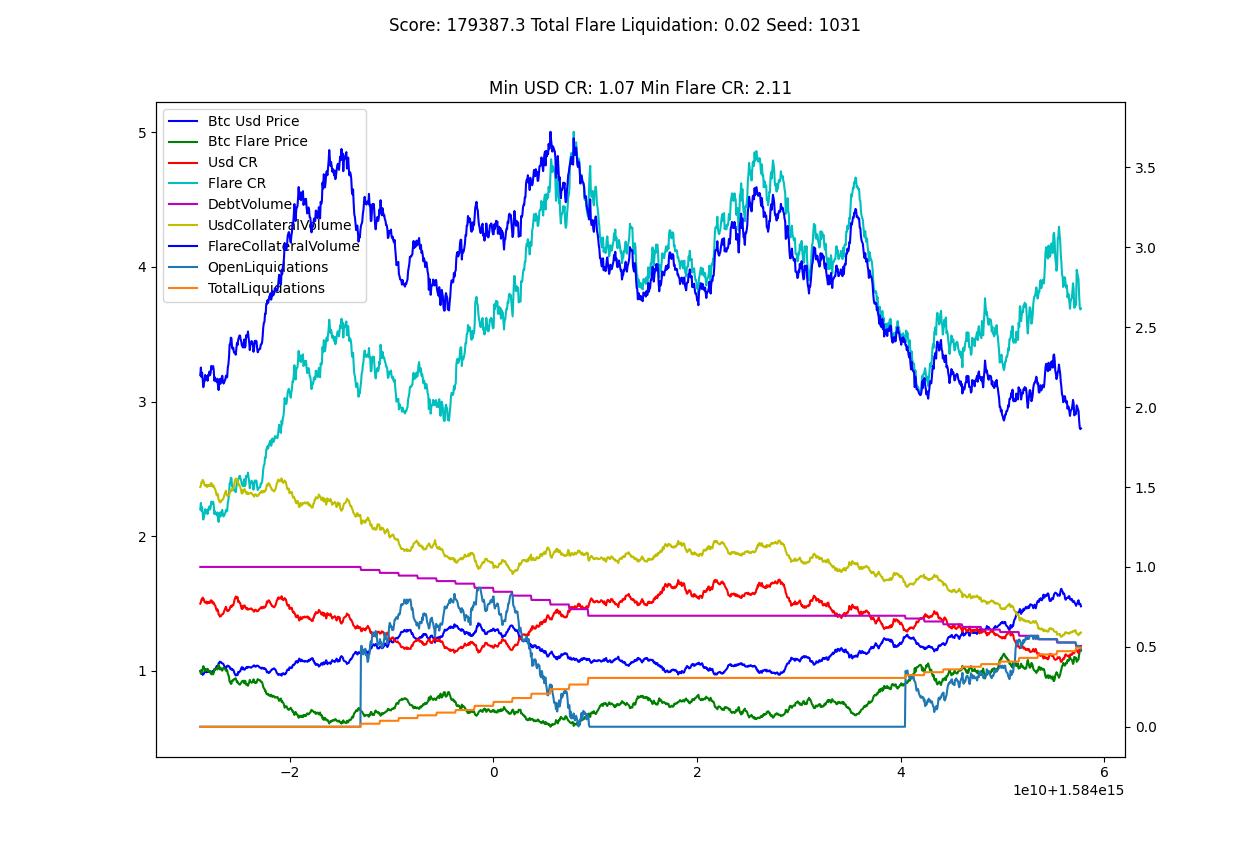 Score: 179387.3 Total Flare Liquidation: 0.02 Seed: 1031
Min USD CR: 1.07 Min Flare CR: 2.11
Btc Usd Price
Btc Flare Price
Usd CR
Flare CR
DebtVolume
UsdCollateralVolume
FlareCollateralVolume
OpenLiquidations
TotalLiquidations
5
4
3
2
1
3.5
3.0
2.5
2.0
1.5
1.0
0.5
0.0
−2
0
2
4
6
1e10+1.584e15